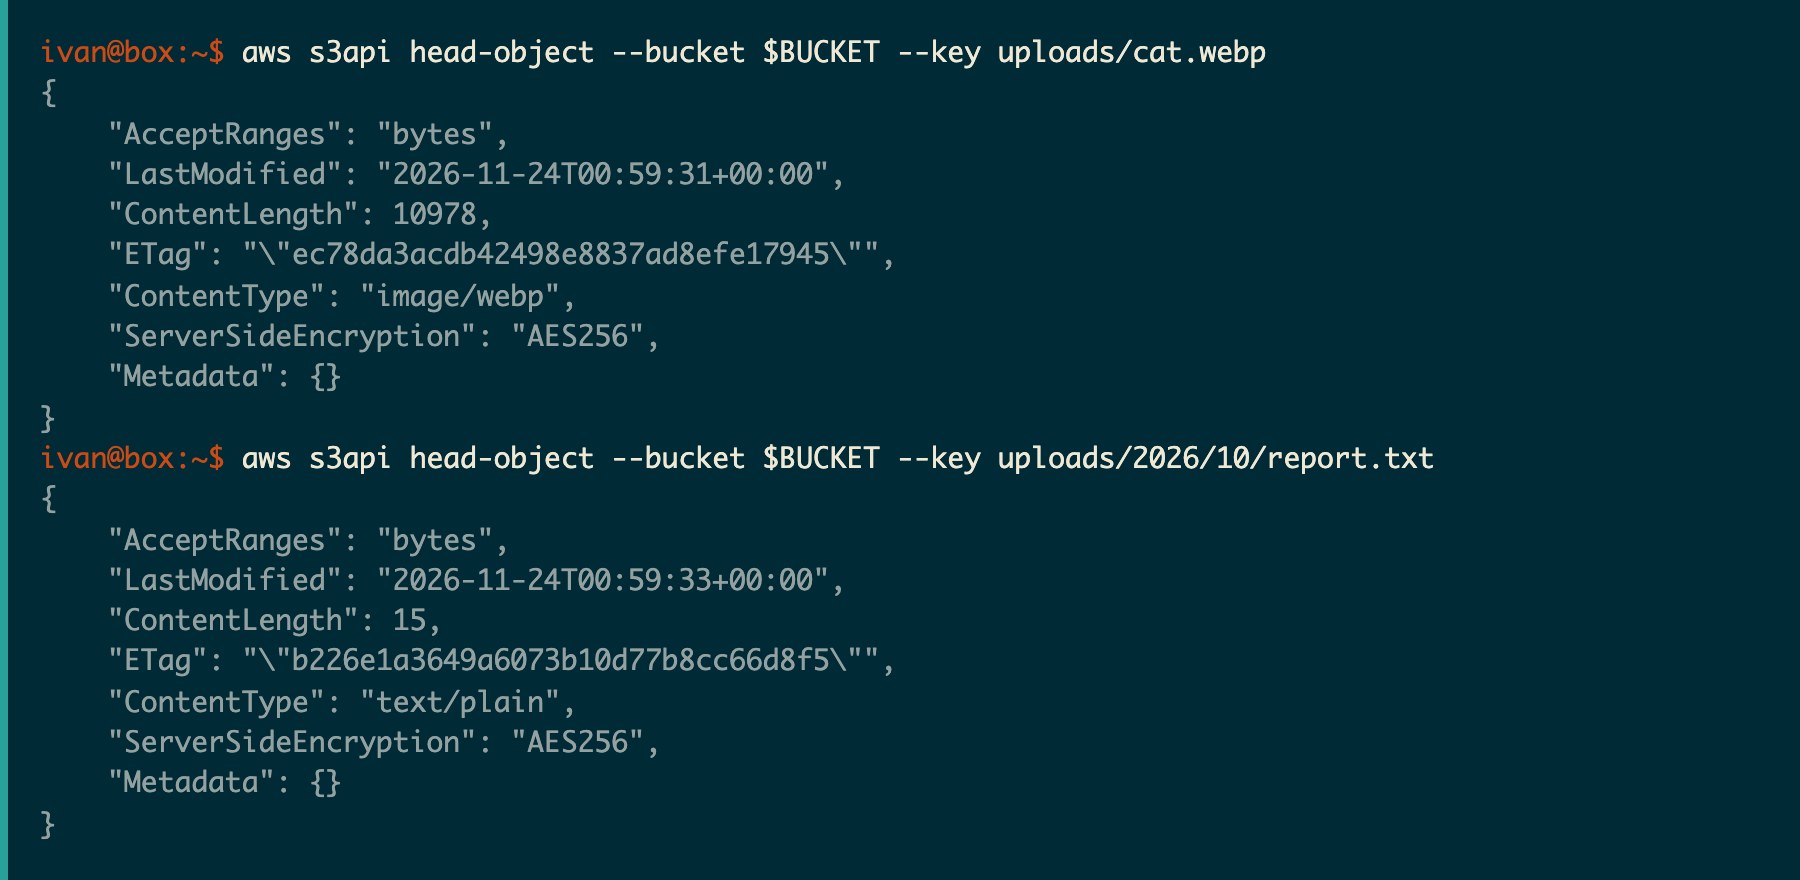 ivan@box:~$ aws s3api head-object --bucket $BUCKET --key uploads/cat.webp
{
    "AcceptRanges": "bytes",
    "LastModified": "2026-11-24T00:59:31+00:00",
    "ContentLength": 10978,
    "ETag": "\"ec78da3acdb42498e8837ad8efe17945\"",
    "ContentType": "image/webp",
    "ServerSideEncryption": "AES256",
    "Metadata": {}
}
ivan@box:~$ aws s3api head-object --bucket $BUCKET --key uploads/2026/10/report.txt
{
    "AcceptRanges": "bytes",
    "LastModified": "2026-11-24T00:59:33+00:00",
    "ContentLength": 15,
    "ETag": "\"b226e1a3649a6073b10d77b8cc66d8f5\"",
    "ContentType": "text/plain",
    "ServerSideEncryption": "AES256",
    "Metadata": {}
}